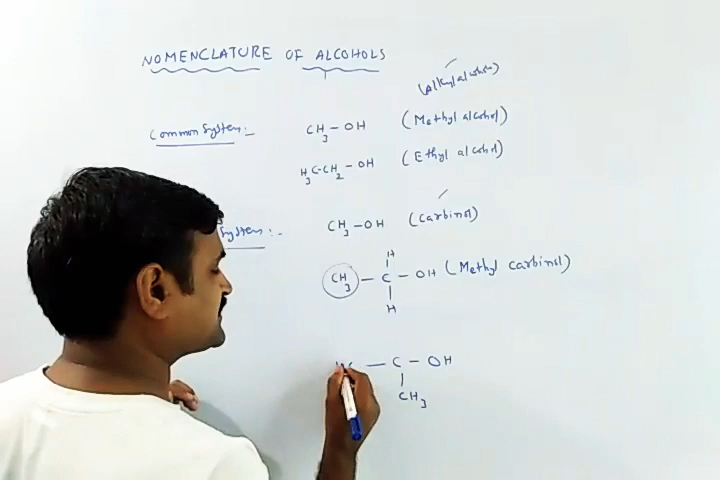 NOMENCLATURE OF ALCOHOLS
(Alkyl alcohol)
Common System:-
CH3-OH (Methyl alcohol)
H3C-CH2-OH (Ethyl alcohol)
System:- CH3-OH (Carbinol)
H
CH3-C-OH (Methyl carbinol)
H
-C-OH
CH3